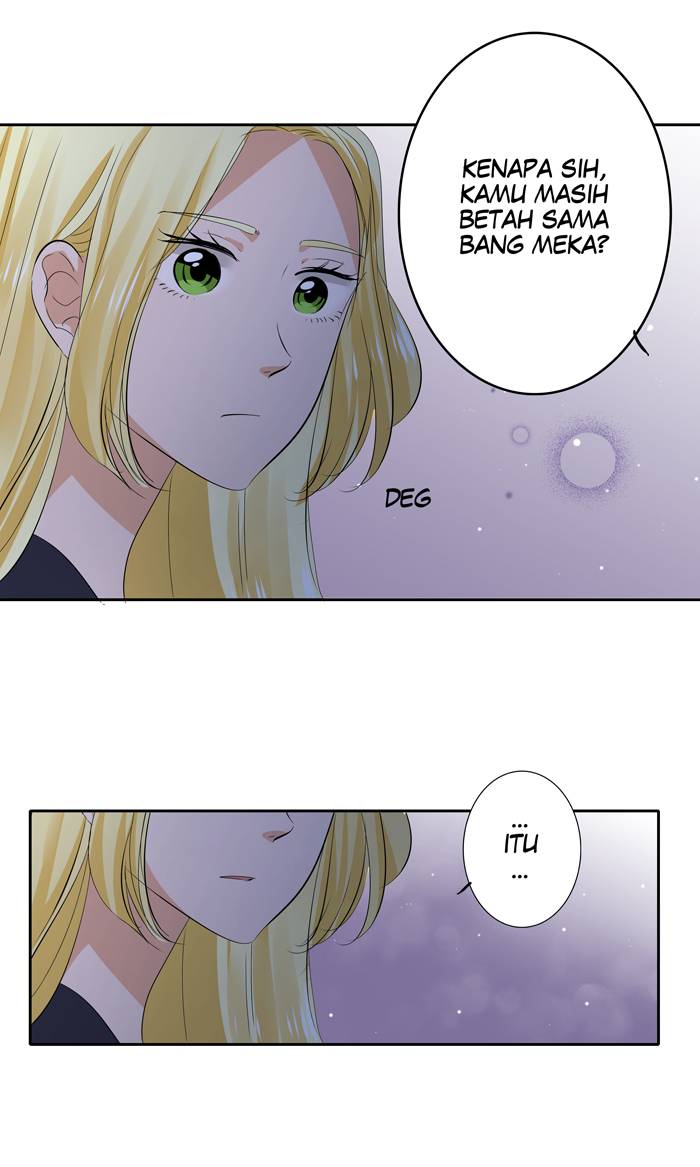 KENAPA SIH,
KAMU MASIH
BETAH SAMA
BANG MEKA?
DEG
...
ITU
...